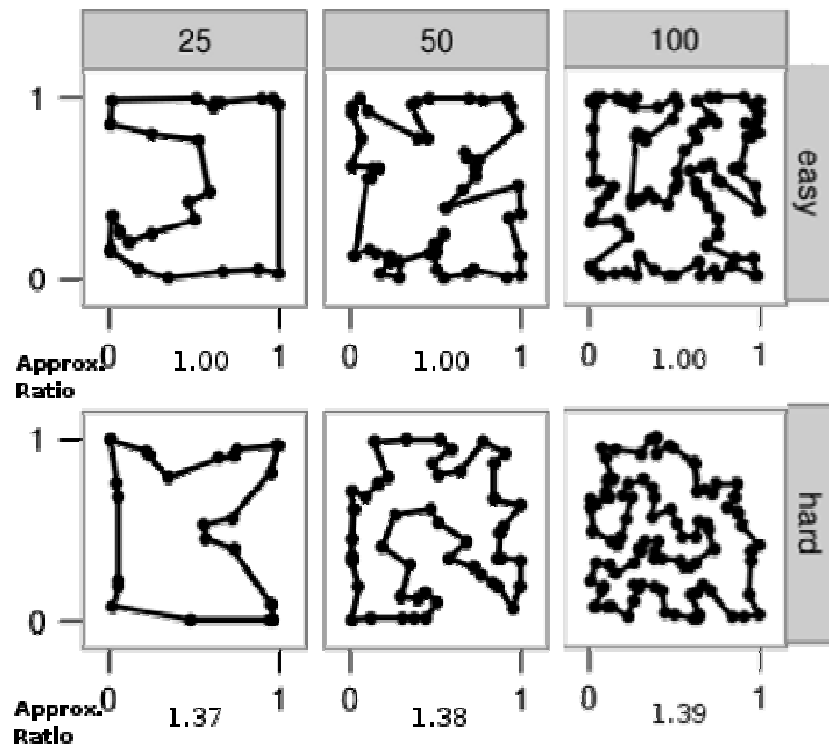 25 50 100
1
easy
0
0 1 0 1 0 1
Approx. 1.00 1.00 1.00
Ratio
1
hard
0
0 1 0 1 0 1
Approx. 1.37 1.38 1.39
Ratio